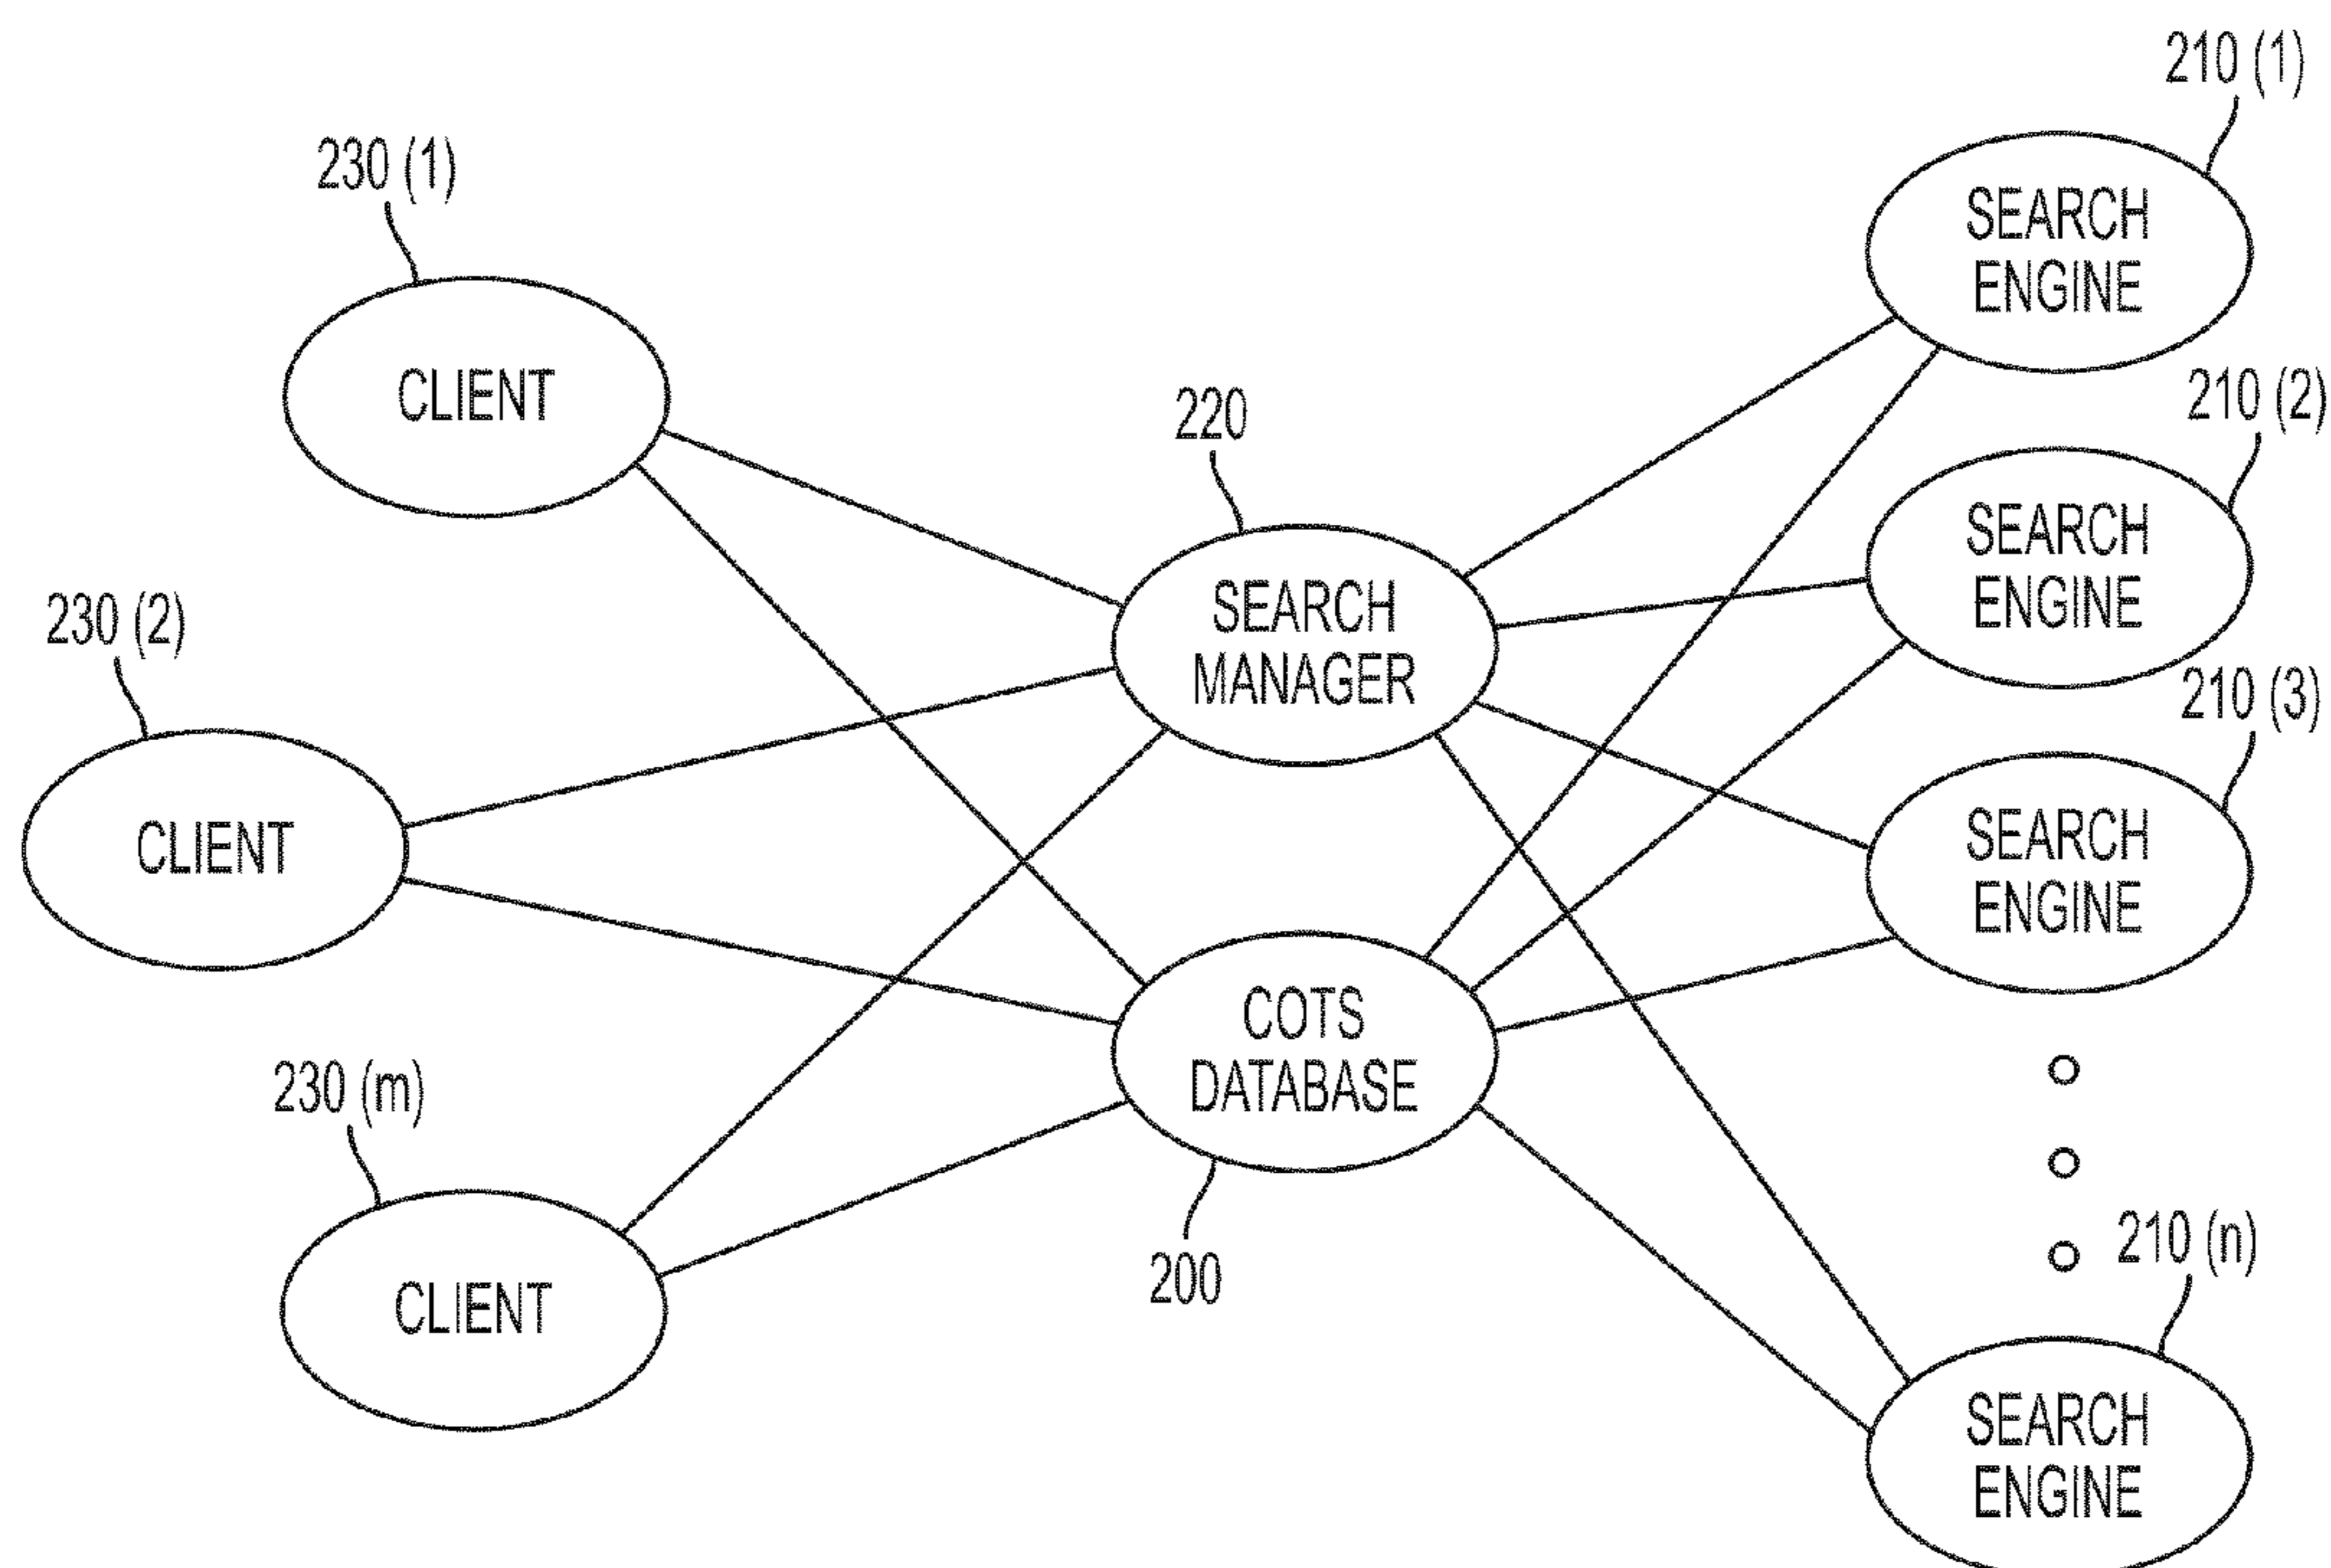 210 (1)
SEARCH
ENGINE
230 (1)
CLIENT
210 (2)
SEARCH
ENGINE
220
SEARCH
MANAGER
230 (2)
CLIENT
210 (3)
SEARCH
ENGINE
COTS
DATABASE
200
230 (m)
CLIENT
210 (n)
SEARCH
ENGINE